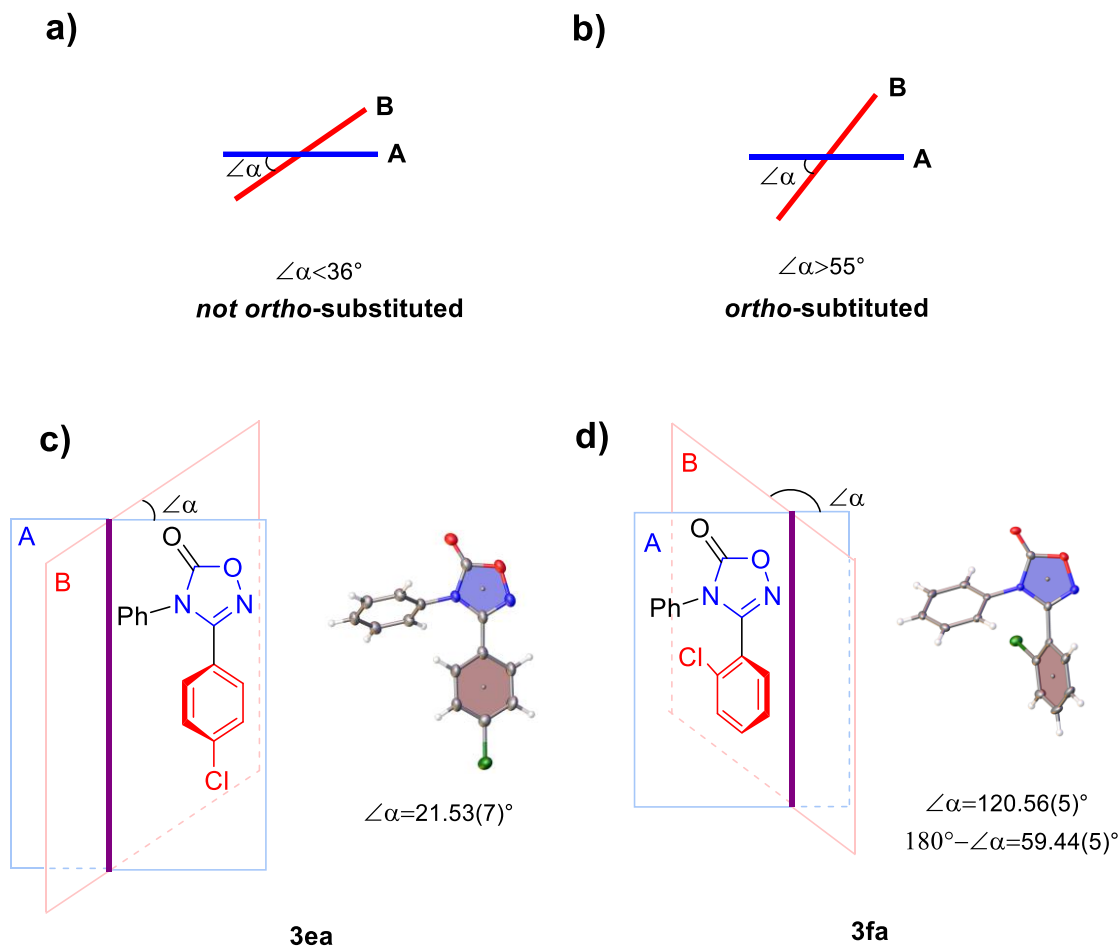 a)
B
A
∠α
∠α<36°
not ortho-substituted
b)
B
A
∠α
∠α>55°
ortho-subtituted
c)
∠α
A
B
O
O
N
N
Ph
Cl
∠α=21.53(7)°
3ea
d)
B
∠α
A
O
O
N
N
Ph
Cl
∠α=120.56(5)°
180°−∠α=59.44(5)°
3fa